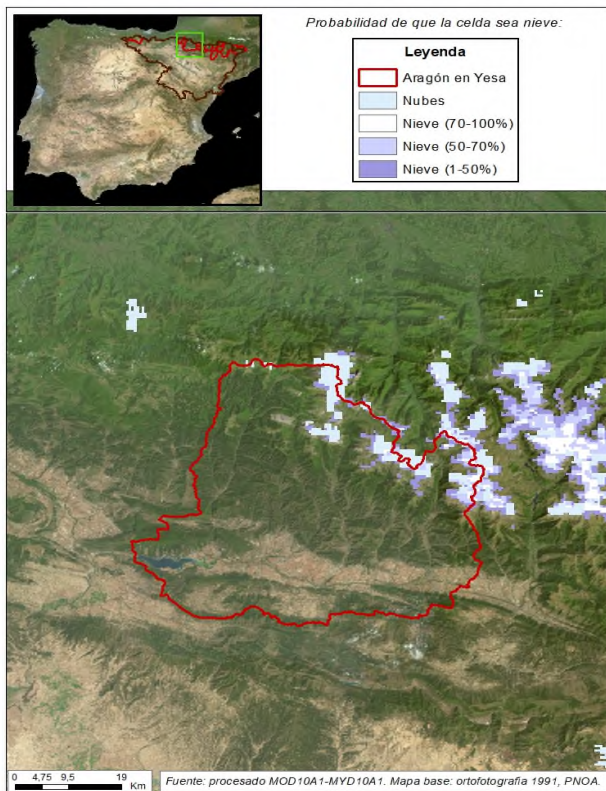 Probabilidad de que la celda sea nieve:
Leyenda
Aragón en Yesa
Nubes
Nieve (70-100%)
Nieve (50-70%)
Nieve (1-50%)
0 4,75 9,5 19
Km
Fuente: procesado MOD10A1-MYD10A1. Mapa base: ortofotografia 1991, PNOA.